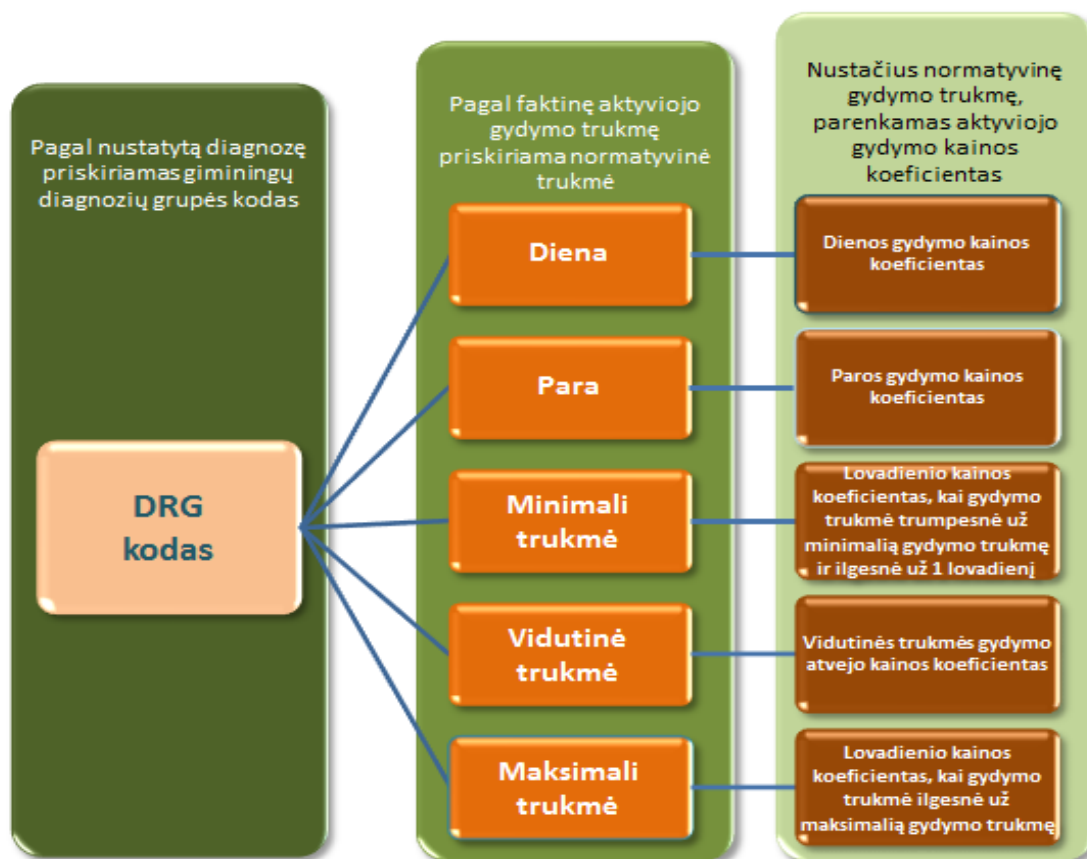 Pagal nustatytą diagnozę
priskiriamas giminingų
diagnozių grupės kodas
DRG
kodas
Pagal faktinę aktyviojo
gydymo trukmę
priskiriama normatyvinė
trukmė
Diena
Para
Minimali
trukmė
Vidutinė
trukmė
Maksimali
trukmė
Nustačius normatyvinę
gydymo trukmę,
parenkamas aktyviojo
gydymo kainos
koeficientas
Dienos gydymo kainos
koeficientas
Paros gydymo kainos
koeficientas
Lovadienio kainos
koeficientas, kai gydymo
trukmė trumpesnė už
minimalią gydymo trukmę
ir ilgesnė už 1 lovadienį
Vidutinės trukmės gydymo
atvejo kainos koeficientas
Lovadienio kainos
koeficientas, kai gydymo
trukmė ilgesnė už
maksimalią gydymo trukmę